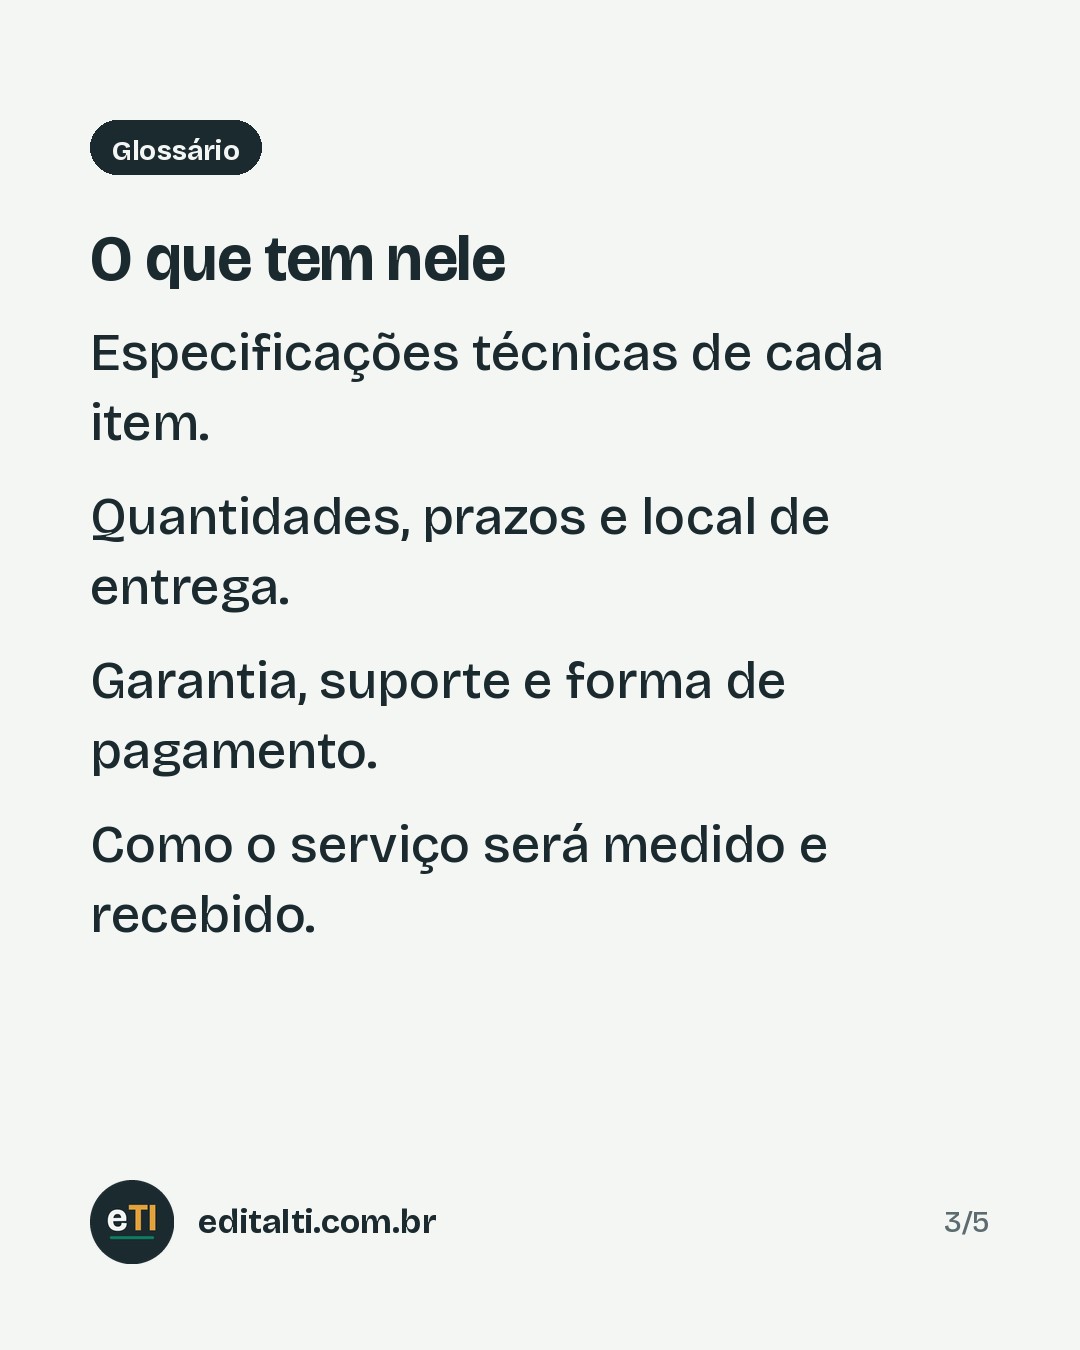 Glossário
O que tem nele
Especificações técnicas de cada
item.
Quantidades, prazos e local de
entrega.
Garantia, suporte e forma de
pagamento.
Como o serviço será medido e
recebido.
eTI
editalti.com.br
3/5